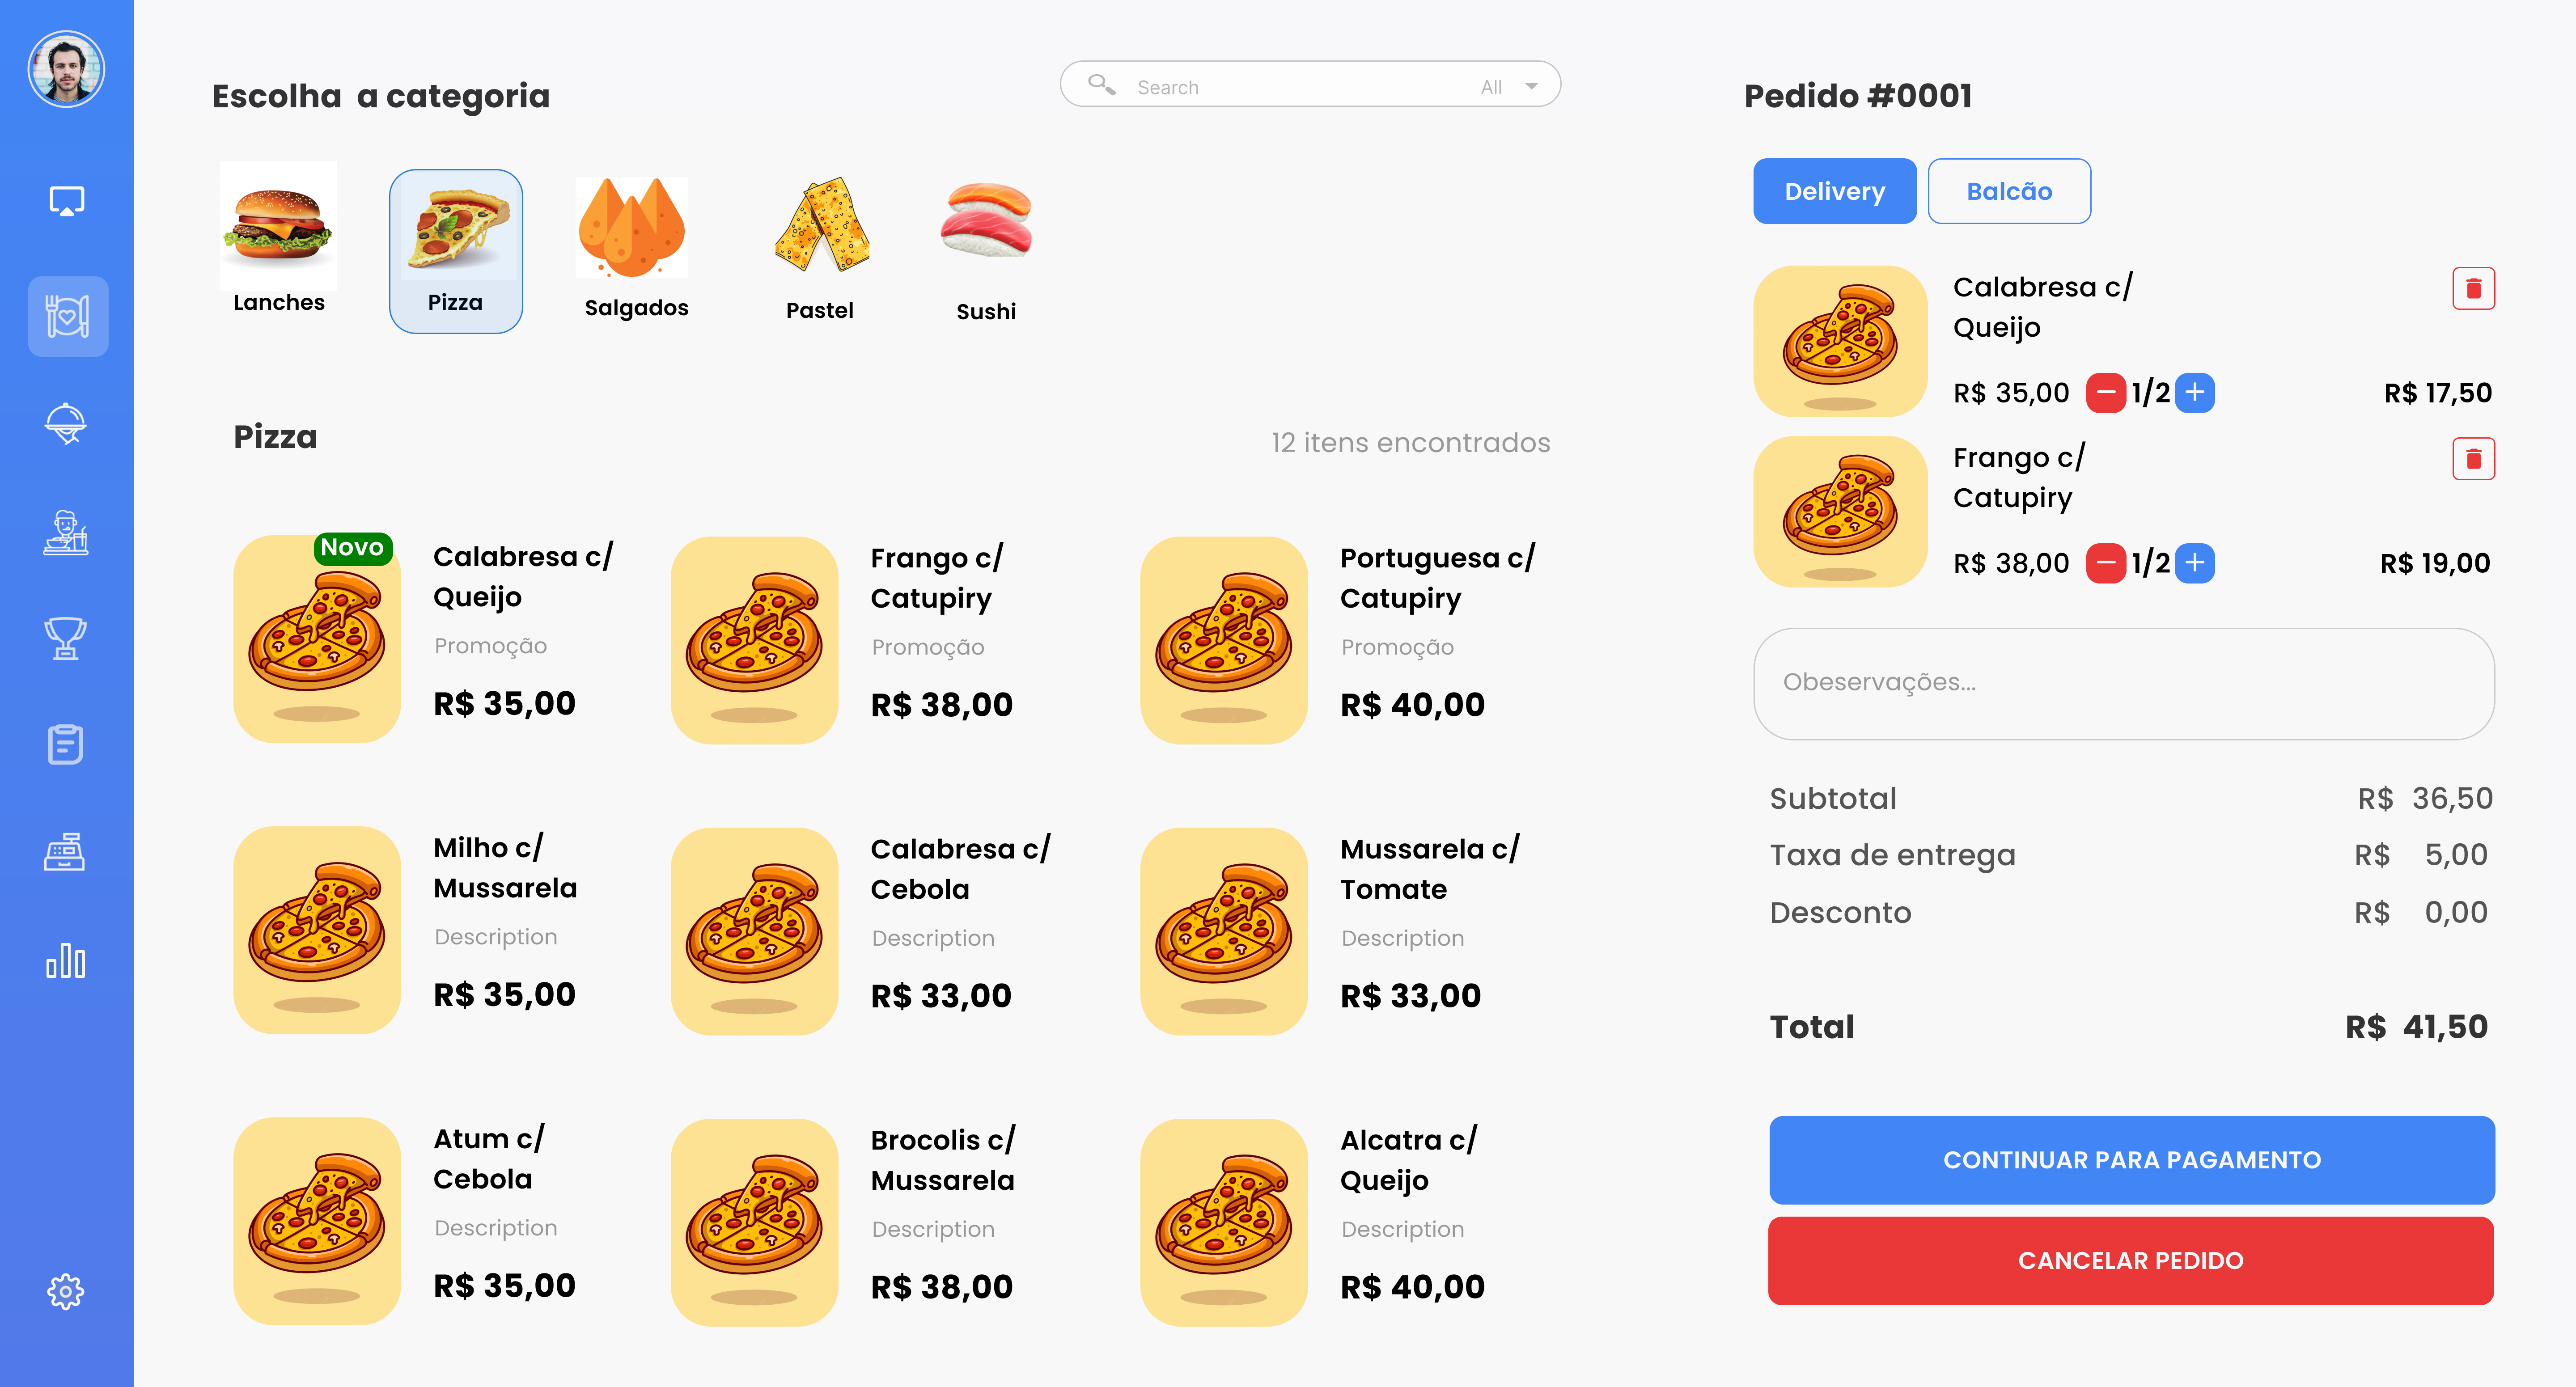 Escolha a categoria
Search
All
Lanches
Pizza
Salgados
Pastel
Sushi
Pizza
12 itens encontrados
Novo
Calabresa c/
Queijo
Promoção
R$ 35,00
Frango c/
Catupiry
Promoção
R$ 38,00
Portuguesa c/
Catupiry
Promoção
R$ 40,00
Milho c/
Mussarela
Description
R$ 35,00
Calabresa c/
Cebola
Description
R$ 33,00
Mussarela c/
Tomate
Description
R$ 33,00
Atum c/
Cebola
Description
R$ 35,00
Brocolis c/
Mussarela
Description
R$ 38,00
Alcatra c/
Queijo
Description
R$ 40,00
Pedido #0001
Delivery
Balcão
Calabresa c/
Queijo
R$ 35,00 − 1/2 + R$ 17,50
Frango c/
Catupiry
R$ 38,00 − 1/2 + R$ 19,00
Obeservações...
Subtotal R$ 36,50
Taxa de entrega R$ 5,00
Desconto R$ 0,00
Total R$ 41,50
CONTINUAR PARA PAGAMENTO
CANCELAR PEDIDO